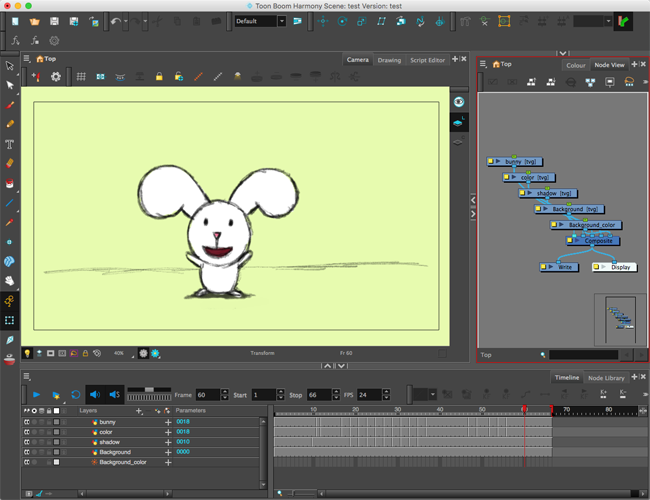 Toon Boom Harmony Scene: test Version: test
Default
Top
Camera
Drawing
Script Editor
Top
Colour
Node View
bunny [tvg]
color [tvg]
shadow [tvg]
Background [tvg]
Background_color
Composite
Write
Display
40%
Transform
Fr 60
Top
Timeline
Node Library
Frame 60 Start 1 Stop 66 FPS 24
Layers
Parameters
10 20 30 40 50 60 70 80
bunny 0018
color 0018
shadow 0010
Background 0000
Background_color